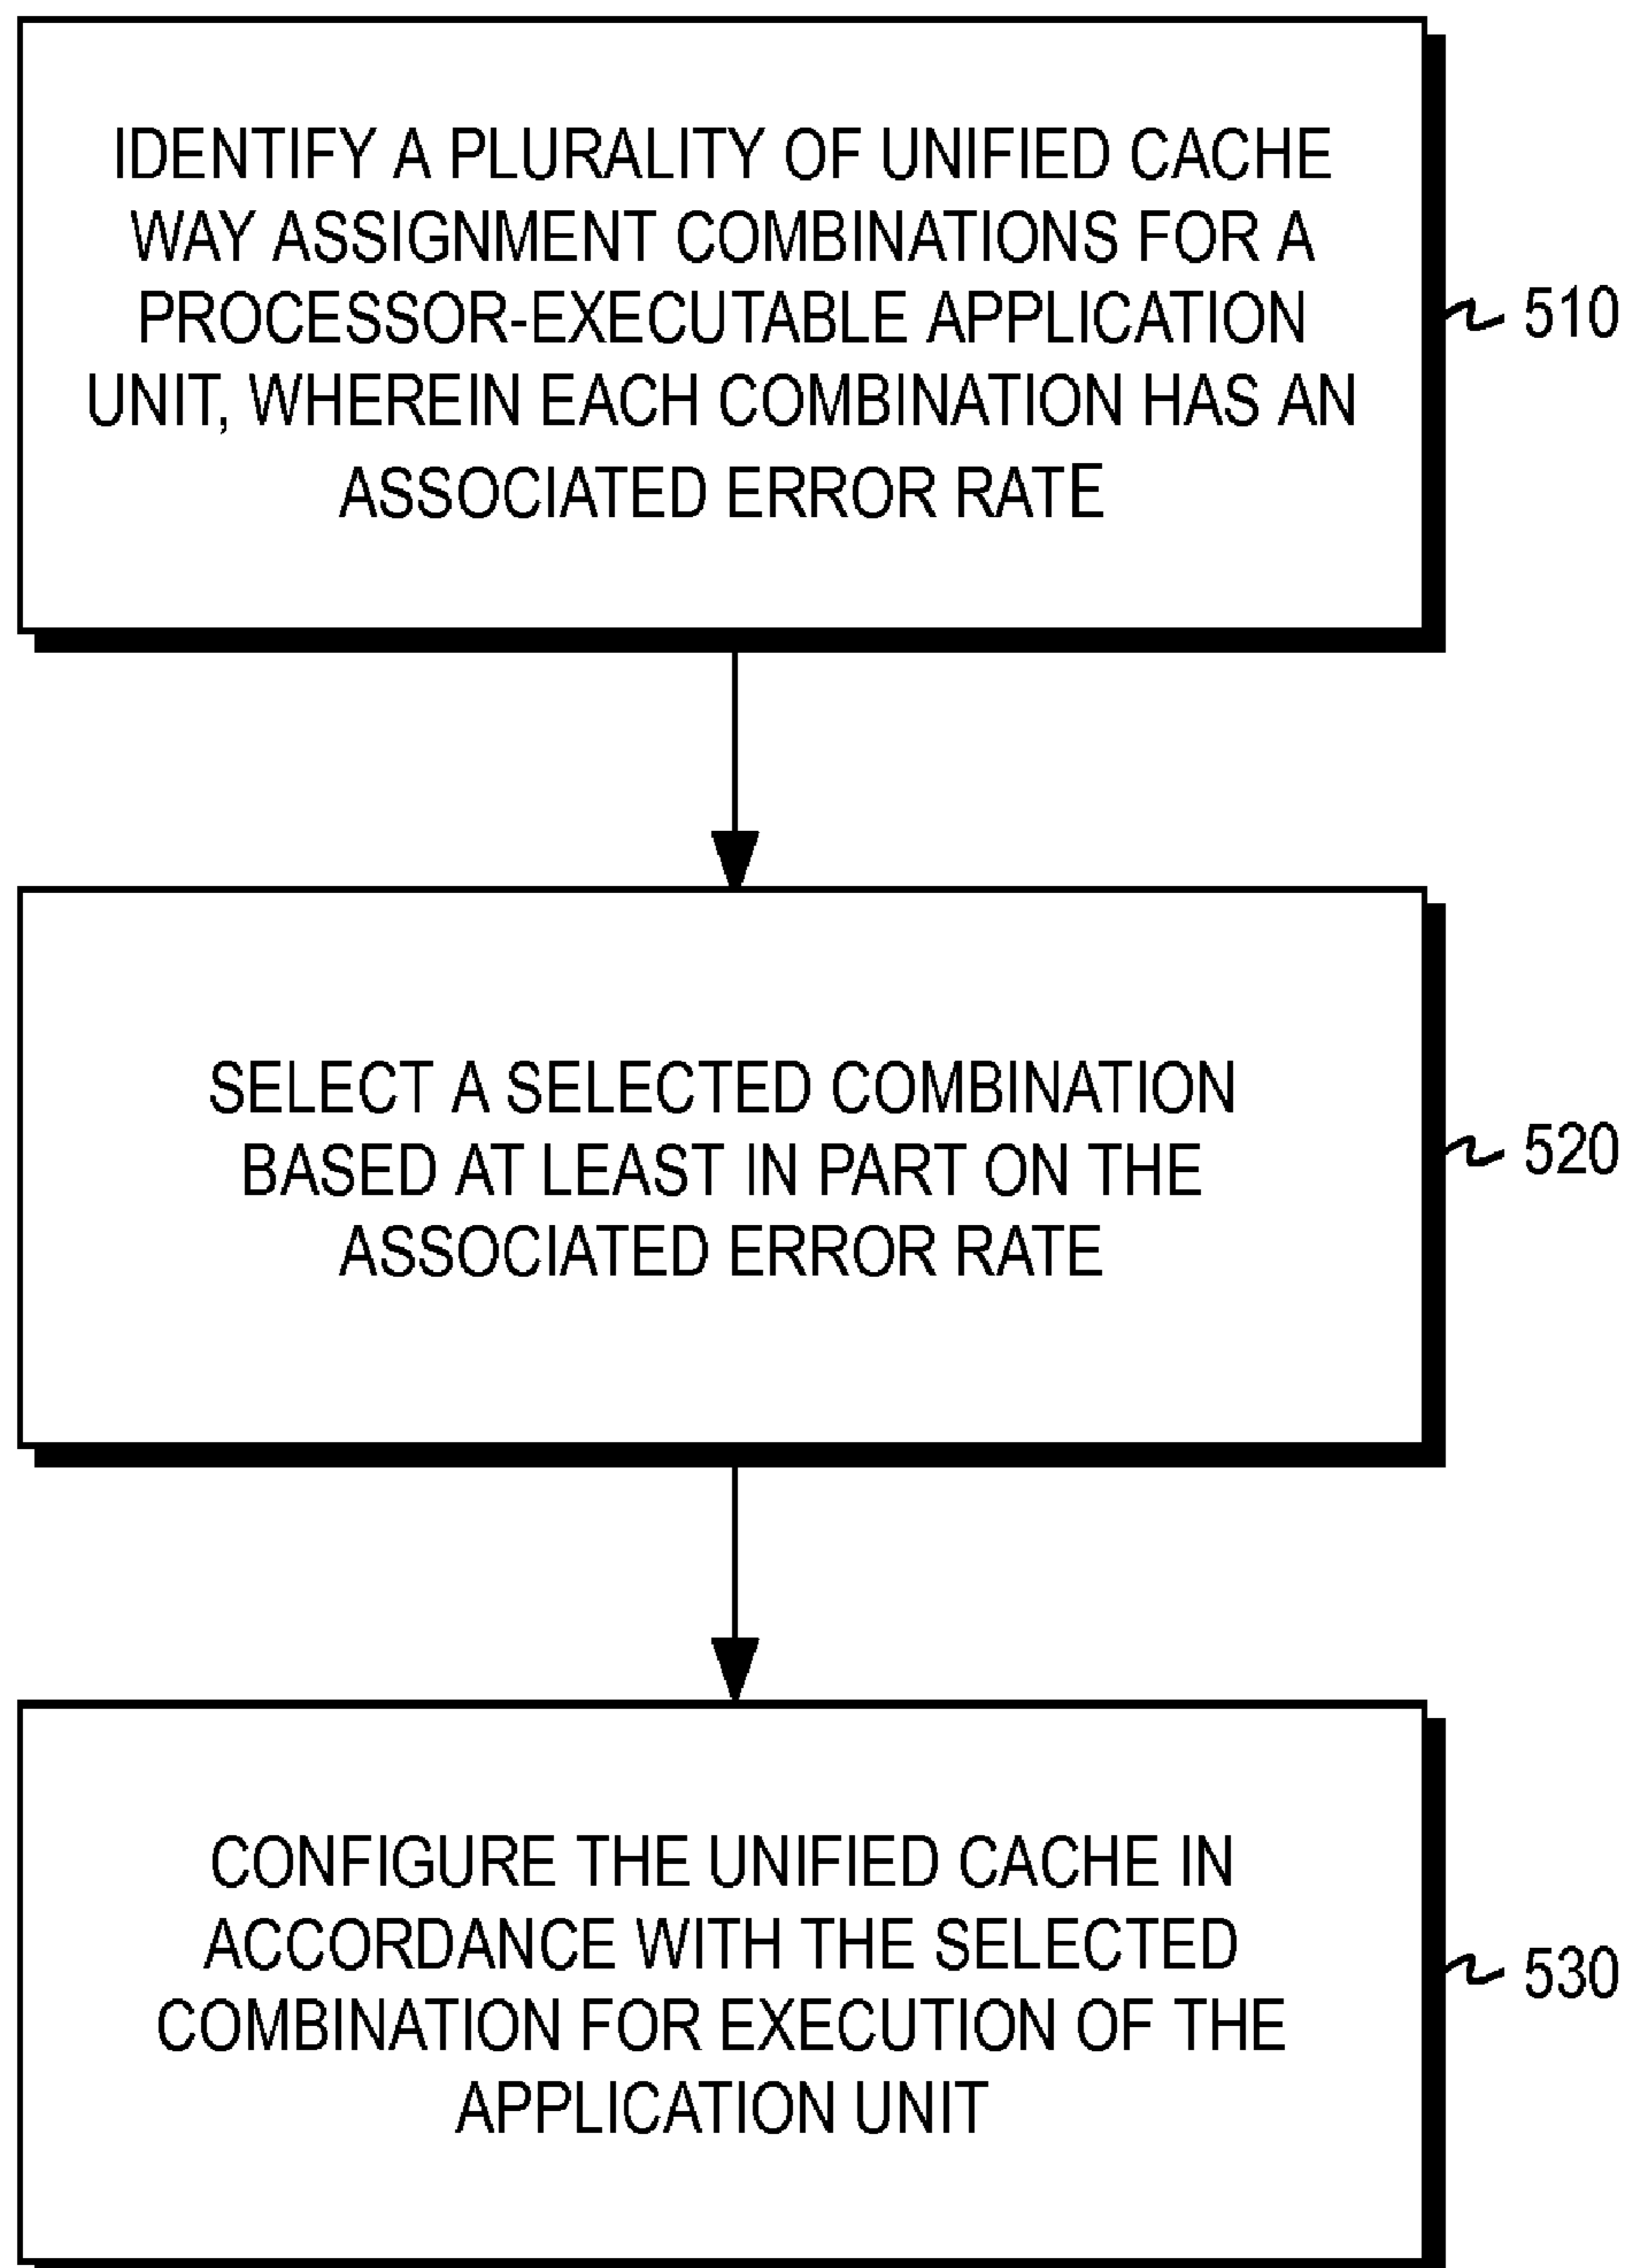 IDENTIFY A PLURALITY OF UNIFIED CACHE
WAY ASSIGNMENT COMBINATIONS FOR A
PROCESSOR-EXECUTABLE APPLICATION
UNIT, WHEREIN EACH COMBINATION HAS AN
ASSOCIATED ERROR RATE
510
SELECT A SELECTED COMBINATION
BASED AT LEAST IN PART ON THE
ASSOCIATED ERROR RATE
520
CONFIGURE THE UNIFIED CACHE IN
ACCORDANCE WITH THE SELECTED
COMBINATION FOR EXECUTION OF THE
APPLICATION UNIT
530